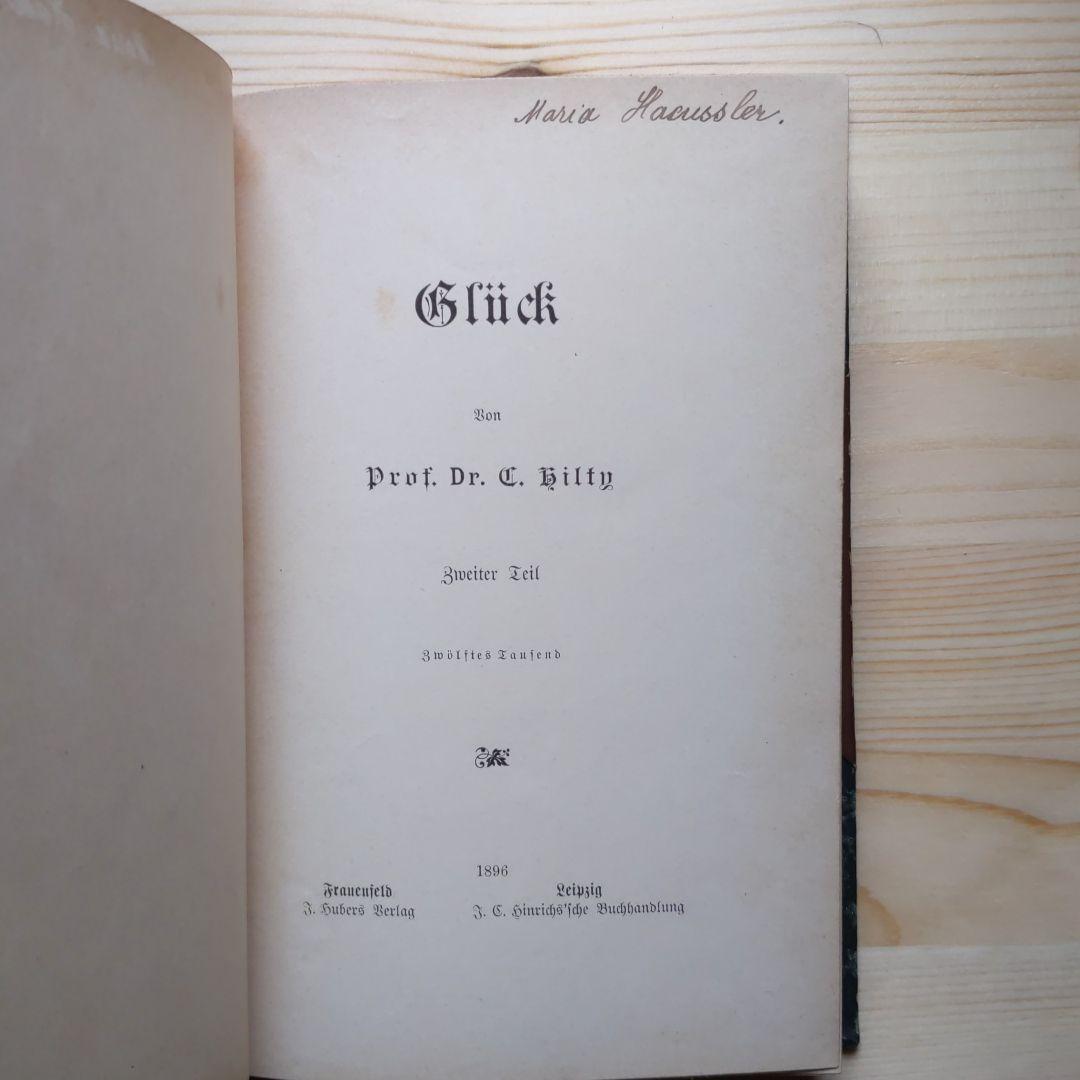 Maria Haeussler.
Glück
Von
Prof. Dr. C. Hilty
Zweiter Teil
Zwölftes Tausend
1896
Frauenfeld
J. Hubers Verlag
Leipzig
J. C. Hinrichs'sche Buchhandlung